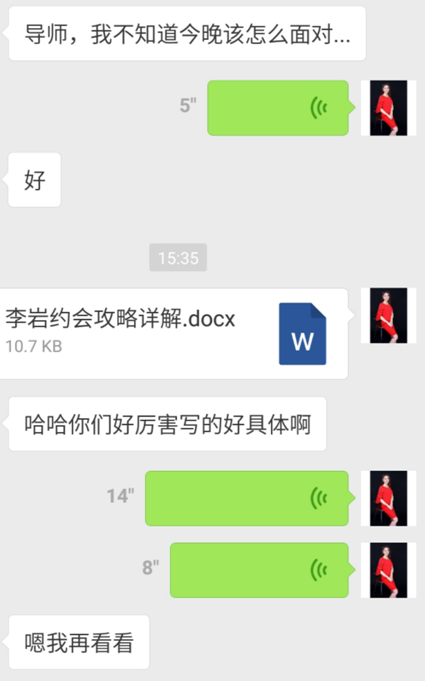 导师，我不知道今晚该怎么面对...
5"
好
15:35
李岩约会攻略详解.docx
10.7 KB
W
哈哈你们好厉害写的好具体啊
14"
8"
嗯我再看看